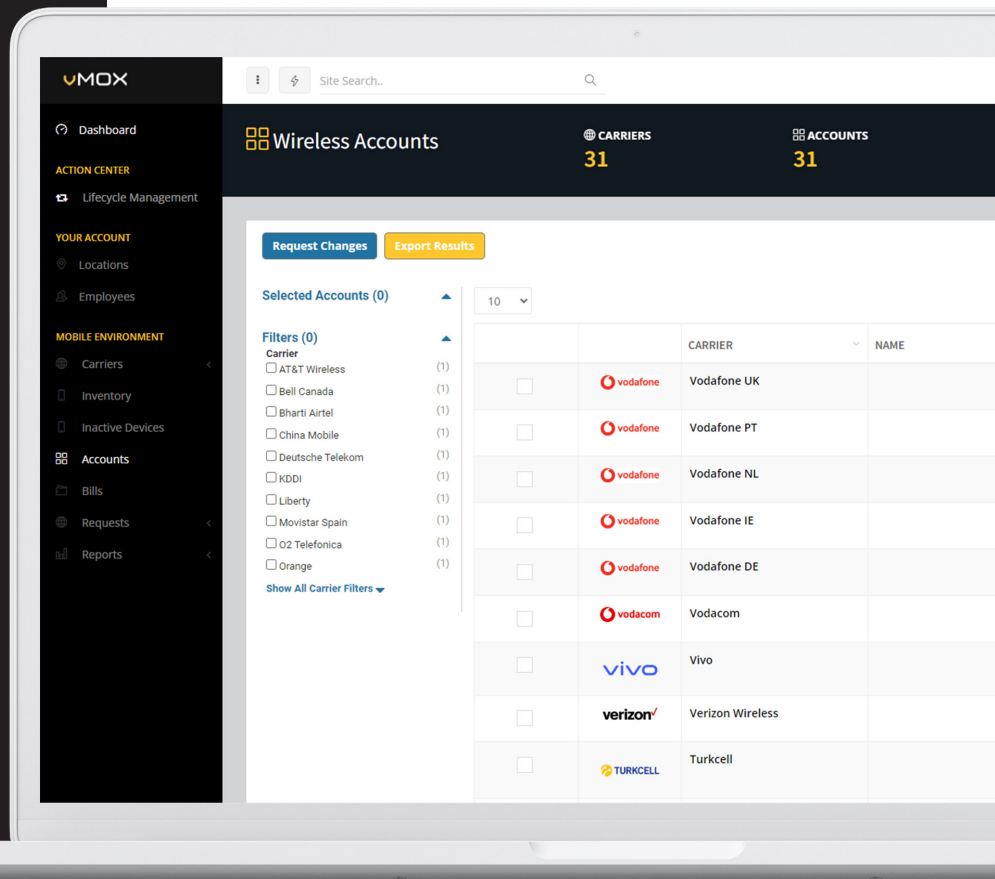 vMOX
Site Search..
Dashboard
ACTION CENTER
Lifecycle Management
YOUR ACCOUNT
Locations
Employees
MOBILE ENVIRONMENT
Carriers
Inventory
Inactive Devices
Accounts
Bills
Requests
Reports
Wireless Accounts
CARRIERS
31
ACCOUNTS
31
Request Changes
Export Results
Selected Accounts (0)
Filters (0)
Carrier
AT&T Wireless (1)
Bell Canada (1)
Bharti Airtel (1)
China Mobile (1)
Deutsche Telekom (1)
KDDI (1)
Liberty (1)
Movistar Spain (1)
O2 Telefonica (1)
Orange (1)
Show All Carrier Filters
10
CARRIER NAME
vodafone Vodafone UK
vodafone Vodafone PT
vodafone Vodafone NL
vodafone Vodafone IE
vodafone Vodafone DE
vodacom Vodacom
vivo Vivo
verizon Verizon Wireless
TURKCELL Turkcell